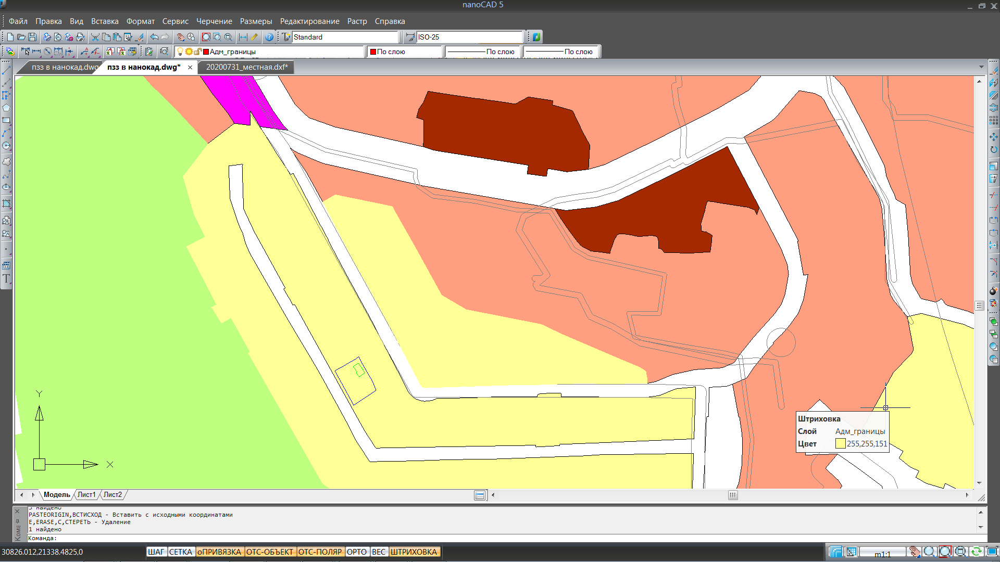 nanoCAD 5
Файл Правка Вид Вставка Формат Сервис Черчение Размеры Редактирование Растр Справка
Standard ISO-25
Адм_границы По слою По слою По слою
пзз в нанокад.dwg пзз в нанокад.dwg* 20200731_местная.dxf*
Y
X
Штриховка
Слой Адм_границы
Цвет 255,255,151
Модель Лист1 Лист2
5 найдено
PASTEORIGIN,ВСТИСХОД - Вставить с исходными координатами
E,ERASE,С,СТЕРЕТЬ - Удаление
1 найдено
Команда:
Кома
30826.012,21338.4825,0 ШАГ СЕТКА оПРИВЯЗКА ОТС-ОБЪЕКТ ОТС-ПОЛЯР ОРТО ВЕС ШТРИХОВКА m1:1